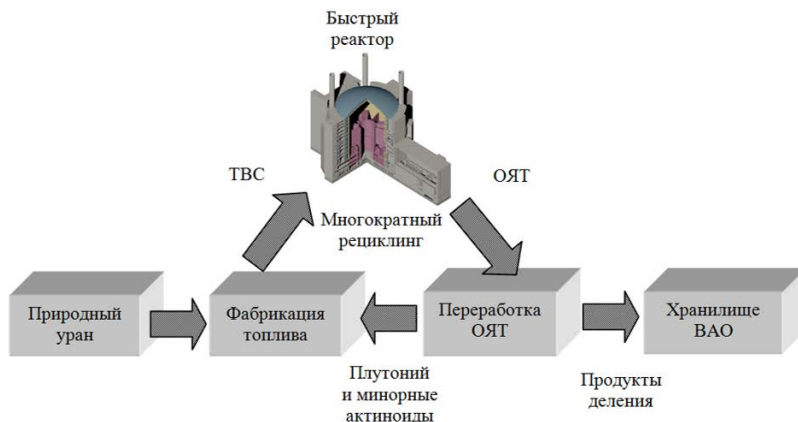 Быстрый
реактор
ТВС
ОЯТ
Многократный
рециклинг
Природный
уран
Фабрикация
топлива
Переработка
ОЯТ
Хранилище
ВАО
Плутоний
и минорные
актиноиды
Продукты
деления